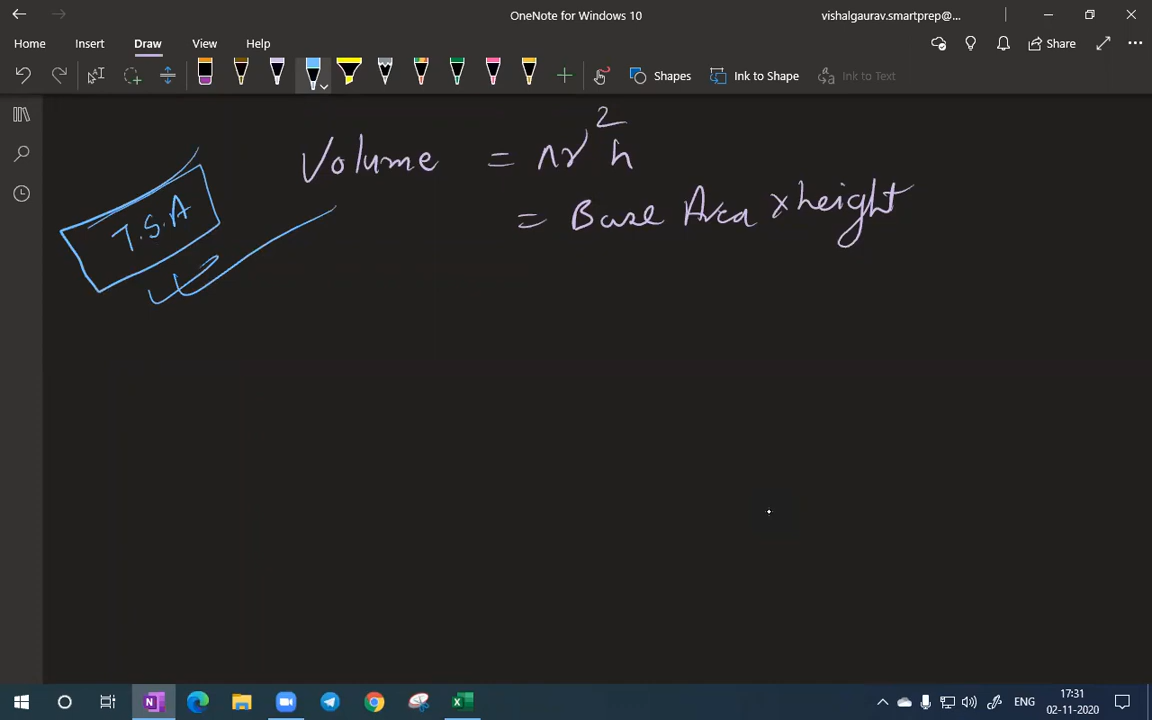 OneNote for Windows 10
vishalgaurav.smartprep@...
Home Insert Draw View Help
Share
Shapes
Ink to Shape
Ink to Text
Volume = πr²h
= Base Area × height
T.S.A
ENG
17:31
02-11-2020